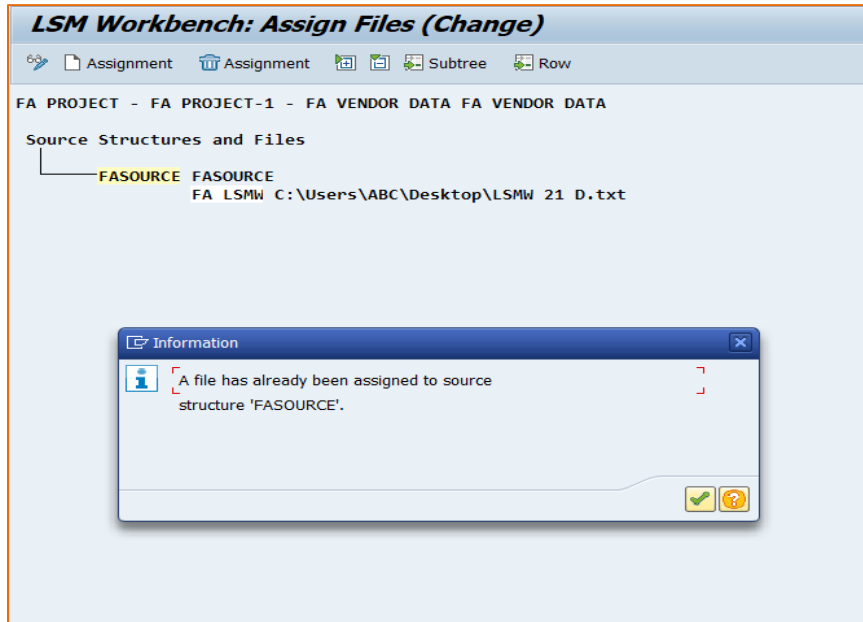 LSM Workbench: Assign Files (Change)
Assignment Assignment Subtree Row
FA PROJECT - FA PROJECT-1 - FA VENDOR DATA FA VENDOR DATA
Source Structures and Files
FASOURCE FASOURCE
FA LSMW C:\Users\ABC\Desktop\LSMW 21 D.txt
Information
A file has already been assigned to source
structure 'FASOURCE'.